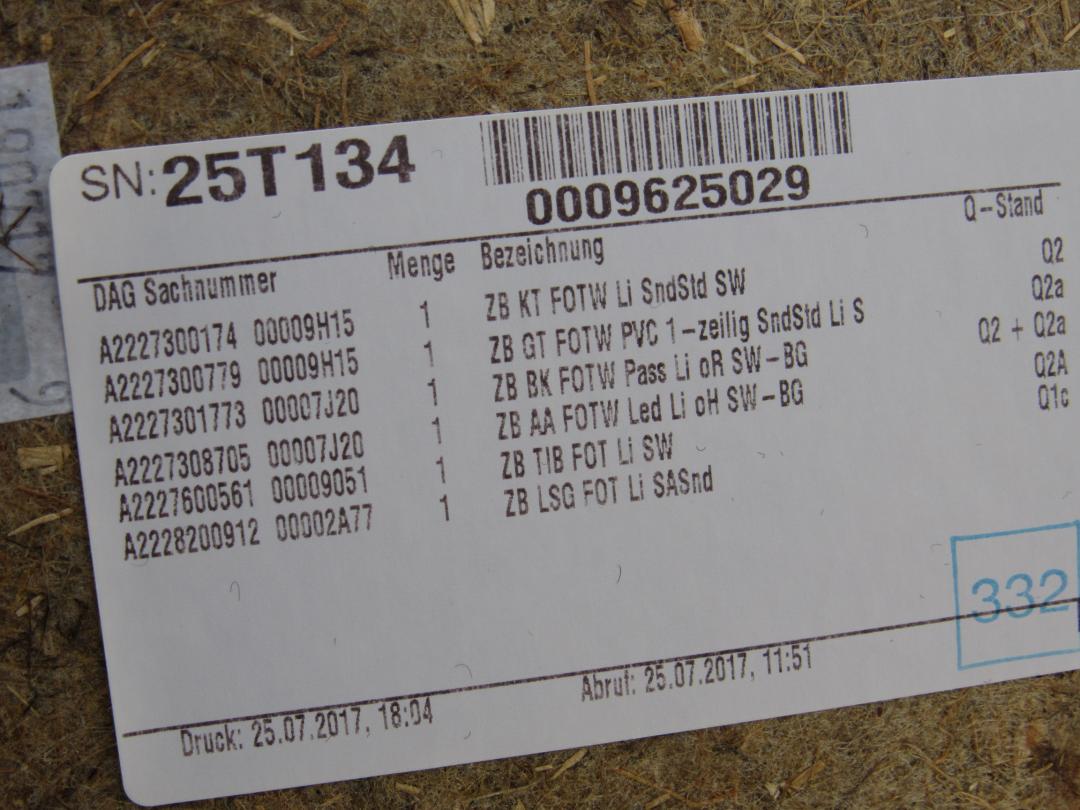 SN: 25T134
0009625029
DAG Sachnummer Menge Bezeichnung Q-Stand
A2227300174 00009H15 1 ZB KT FOTW Li SndStd SW Q2
A2227300779 00009H15 1 ZB GT FOTW PVC 1-zeilig SndStd Li S Q2a
A2227301773 00007J20 1 ZB BK FOTW Pass Li oR SW-BG Q2 + Q2a
A2227308705 00007J20 1 ZB AA FOTW Led Li oH SW-BG Q2A
A2227600561 00009051 1 ZB TIB FOT Li SW Q1c
A2228200912 00002A77 1 ZB LSG FOT Li SASnd
332
Druck: 25.07.2017, 18:04 Abruf: 25.07.2017, 11:51